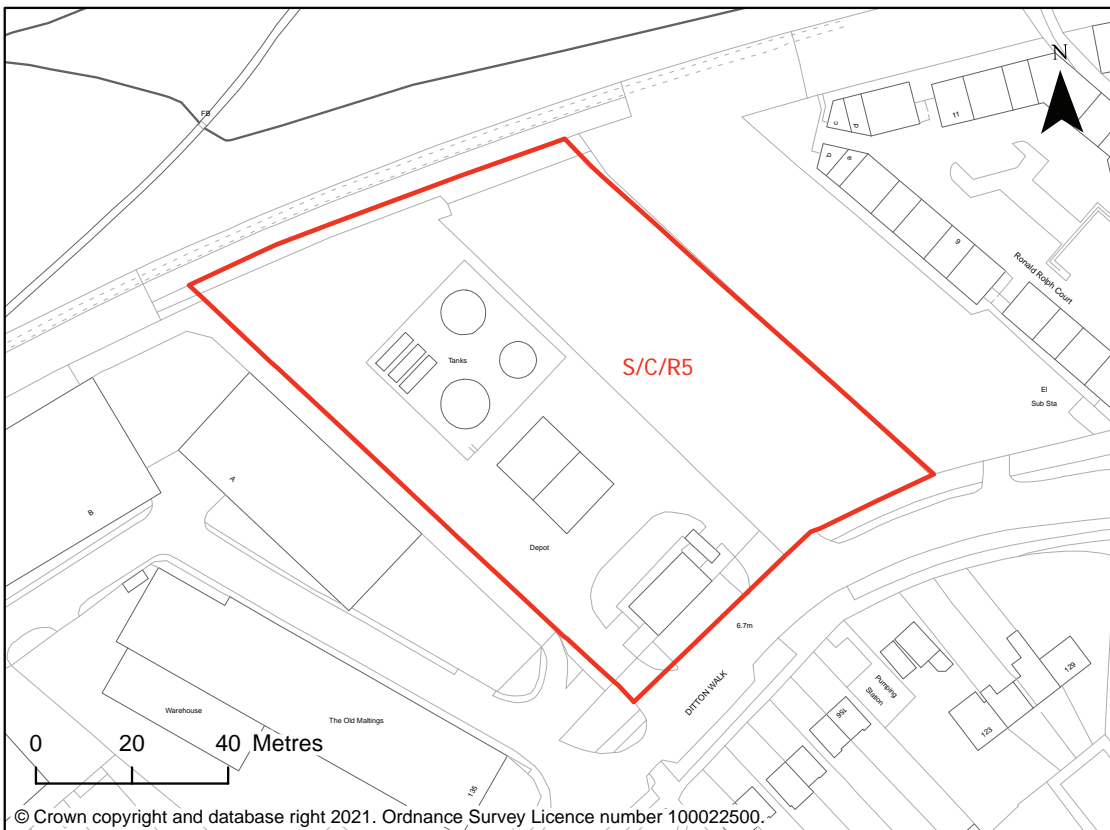 N
FB
c
d
11
b
a
9
Ronald Rolph Court
Tanks
S/C/R5
El
Sub Sta
A
B
Depot
6.7m
DITTON WALK
Pumping
Station
129
156
123
Warehouse
The Old Maltings
135
0 20 40 Metres
© Crown copyright and database right 2021. Ordnance Survey Licence number 100022500.